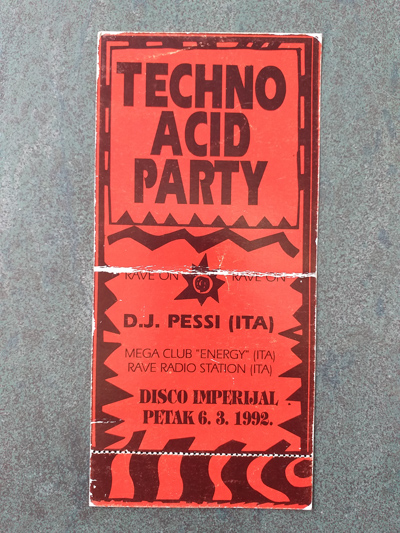 TECHNO
ACID
PARTY
RAVE ON RAVE ON
D.J. PESSI (ITA)
MEGA CLUB "ENERGY" (ITA)
RAVE RADIO STATION (ITA)
DISCO IMPERIJAL
PETAK 6. 3. 1992.